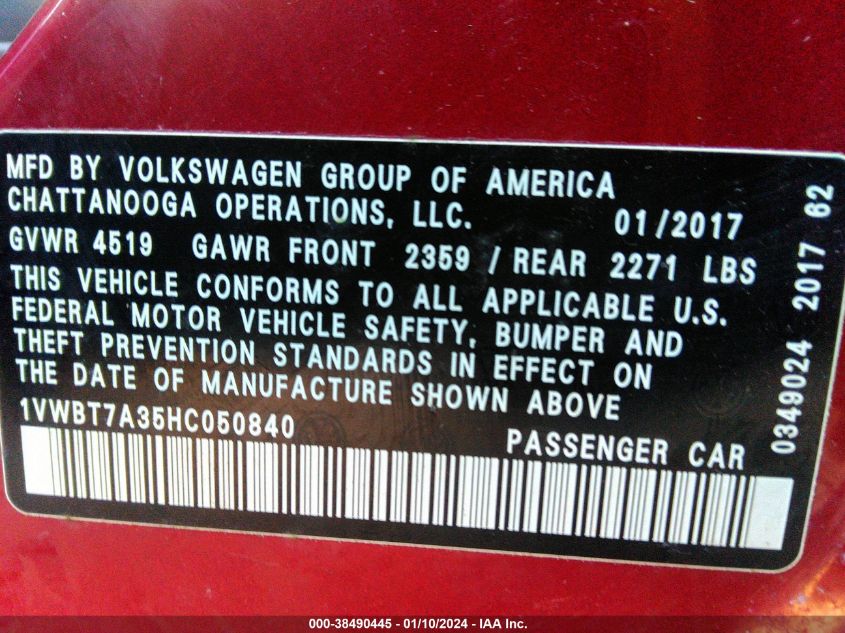 MFD BY VOLKSWAGEN GROUP OF AMERICA
CHATTANOOGA OPERATIONS, LLC. 01/2017
GVWR 4519 GAWR FRONT 2359 / REAR 2271 LBS
THIS VEHICLE CONFORMS TO ALL APPLICABLE U.S.
FEDERAL MOTOR VEHICLE SAFETY, BUMPER AND
THEFT PREVENTION STANDARDS IN EFFECT ON
THE DATE OF MANUFACTURE SHOWN ABOVE
1VWBT7A35HC050840 PASSENGER CAR
0349024 2017 62
000-38490445 - 01/10/2024 - IAA Inc.